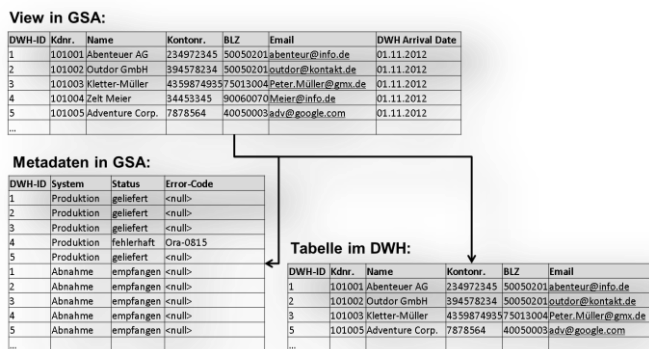 View in GSA:
DWH-ID Kdnr. Name Kontonr. BLZ Email DWH Arrival Date
1 101001 Abenteuer AG 234972345 50050201 abenteur@info.de 01.11.2012
2 101002 Outdor GmbH 394578234 50050201 outdor@kontakt.de 01.11.2012
3 101003 Kletter-Müller 4359874935 75013004 Peter.Müller@gmx.de 01.11.2012
4 101004 Zelt Meier 34453345 90060070 Meier@info.de 01.11.2012
5 101005 Adventure Corp. 7878564 40050003 adv@google.com 01.11.2012
...
Metadaten in GSA:
DWH-ID System Status Error-Code
1 Produktion geliefert <null>
2 Produktion geliefert <null>
3 Produktion geliefert <null>
4 Produktion fehlerhaft Ora-0815
5 Produktion geliefert <null>
1 Abnahme empfangen <null>
2 Abnahme empfangen <null>
3 Abnahme empfangen <null>
4 Abnahme empfangen <null>
5 Abnahme empfangen <null>
...
Tabelle im DWH:
DWH-ID Kdnr. Name Kontonr. BLZ Email
1 101001 Abenteuer AG 234972345 50050201 abenteur@info.de
2 101002 Outdor GmbH 394578234 50050201 outdor@kontakt.de
3 101003 Kletter-Müller 4359874935 75013004 Peter.Müller@gmx.de
5 101005 Adventure Corp. 7878564 40050003 adv@google.com
...